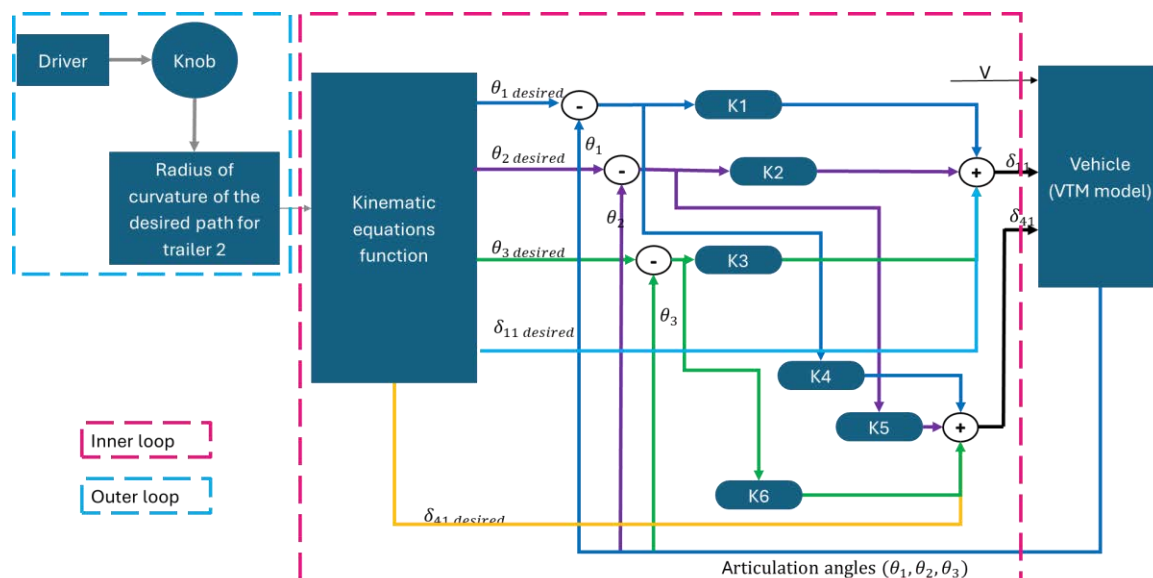 Driver
Knob
Radius of
curvature of the
desired path for
trailer 2
Inner loop
Outer loop
Kinematic
equations
function
θ1 desired
θ2 desired
θ3 desired
δ11 desired
δ41 desired
-
-
-
θ1
θ2
θ3
K1
K2
K3
K4
K5
K6
+
+
V
δ11
δ41
Vehicle
(VTM model)
Articulation angles (θ1, θ2, θ3)